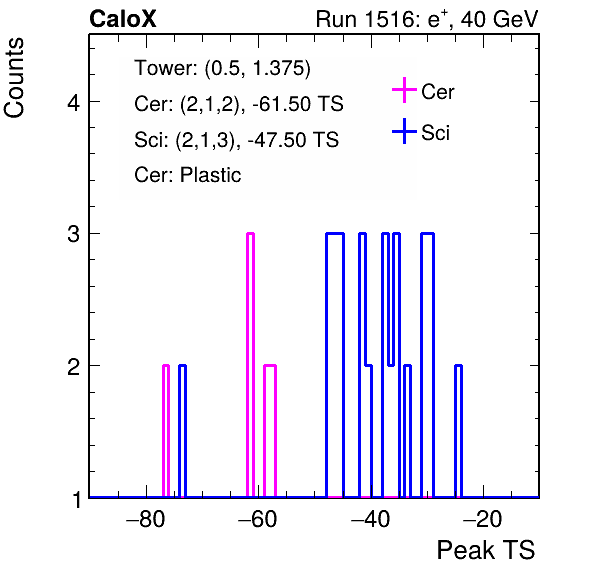 CaloX Run 1516: e⁺, 40 GeV
Counts
Tower: (0.5, 1.375)
Cer: (2,1,2), -61.50 TS
Sci: (2,1,3), -47.50 TS
Cer: Plastic
Cer
Sci
4
3
2
1
−80 −60 −40 −20
Peak TS